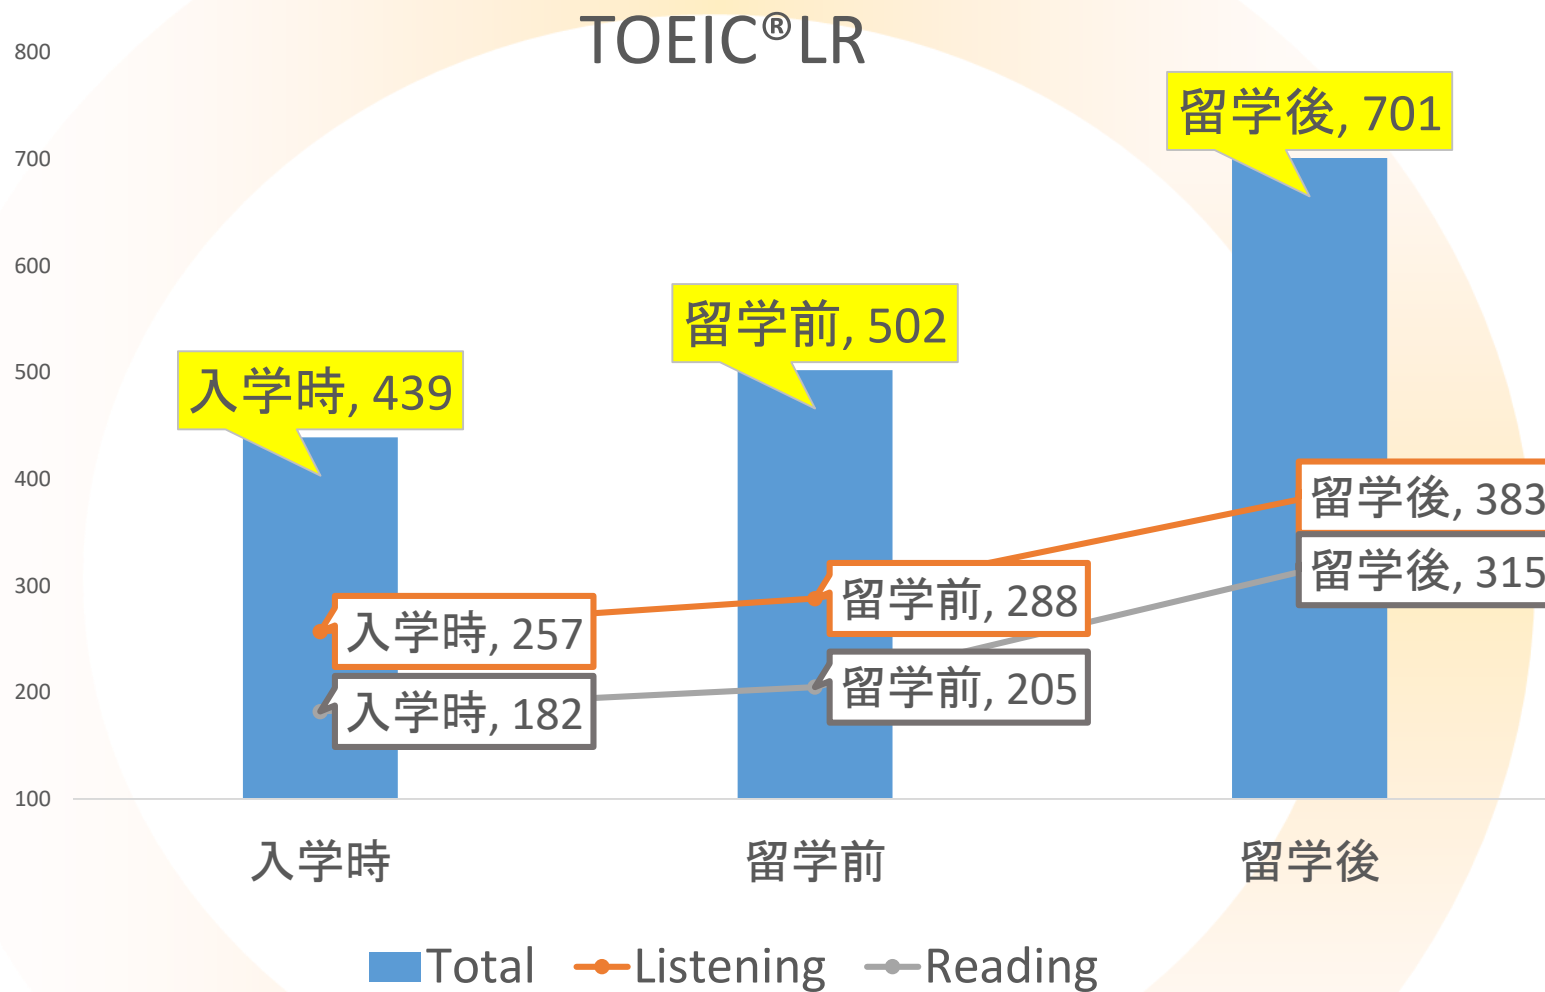 TOEIC®LR
800
700
600
500
400
300
200
100
留学後, 701
留学前, 502
入学時, 439
留学後, 383
留学後, 315
留学前, 288
入学時, 257
留学前, 205
入学時, 182
入学時
留学前
留学後
Total
Listening
Reading